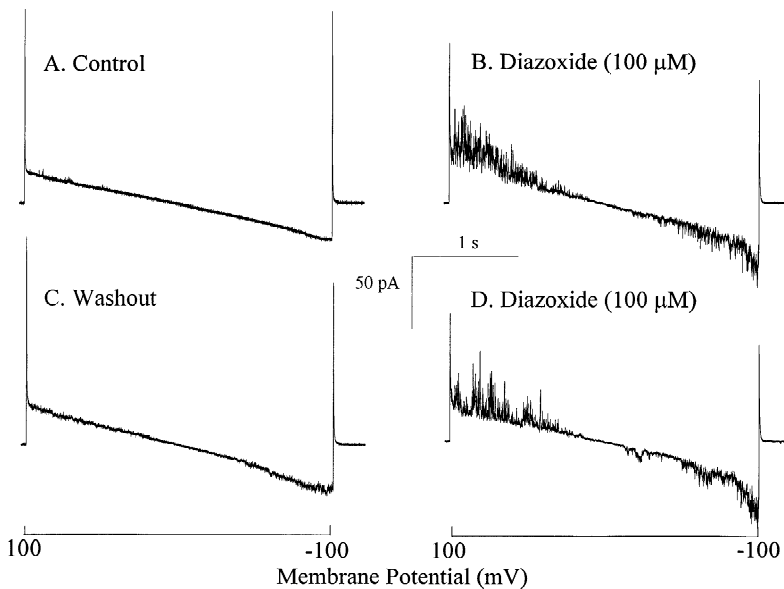 A. Control
B. Diazoxide (100 μM)
1 s
50 pA
C. Washout
D. Diazoxide (100 μM)
100
-100
100
-100
Membrane Potential (mV)